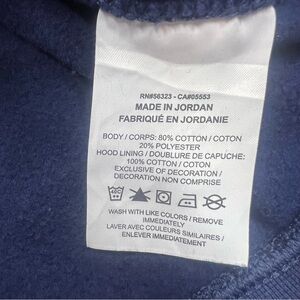 RN#56323 - CA#05553
MADE IN JORDAN
FABRIQUÉ EN JORDANIE
BODY / CORPS: 80% COTTON / COTON
20% POLYESTER
HOOD LINING / DOUBLURE DE CAPUCHE:
100% COTTON / COTON
EXCLUSIVE OF DECORATION /
DECORATION NON COMPRISE
WASH WITH LIKE COLORS / REMOVE
IMMEDIATELY
LAVER AVEC COULEURS SIMILAIRES /
ENLEVER IMMEDIATEMENT